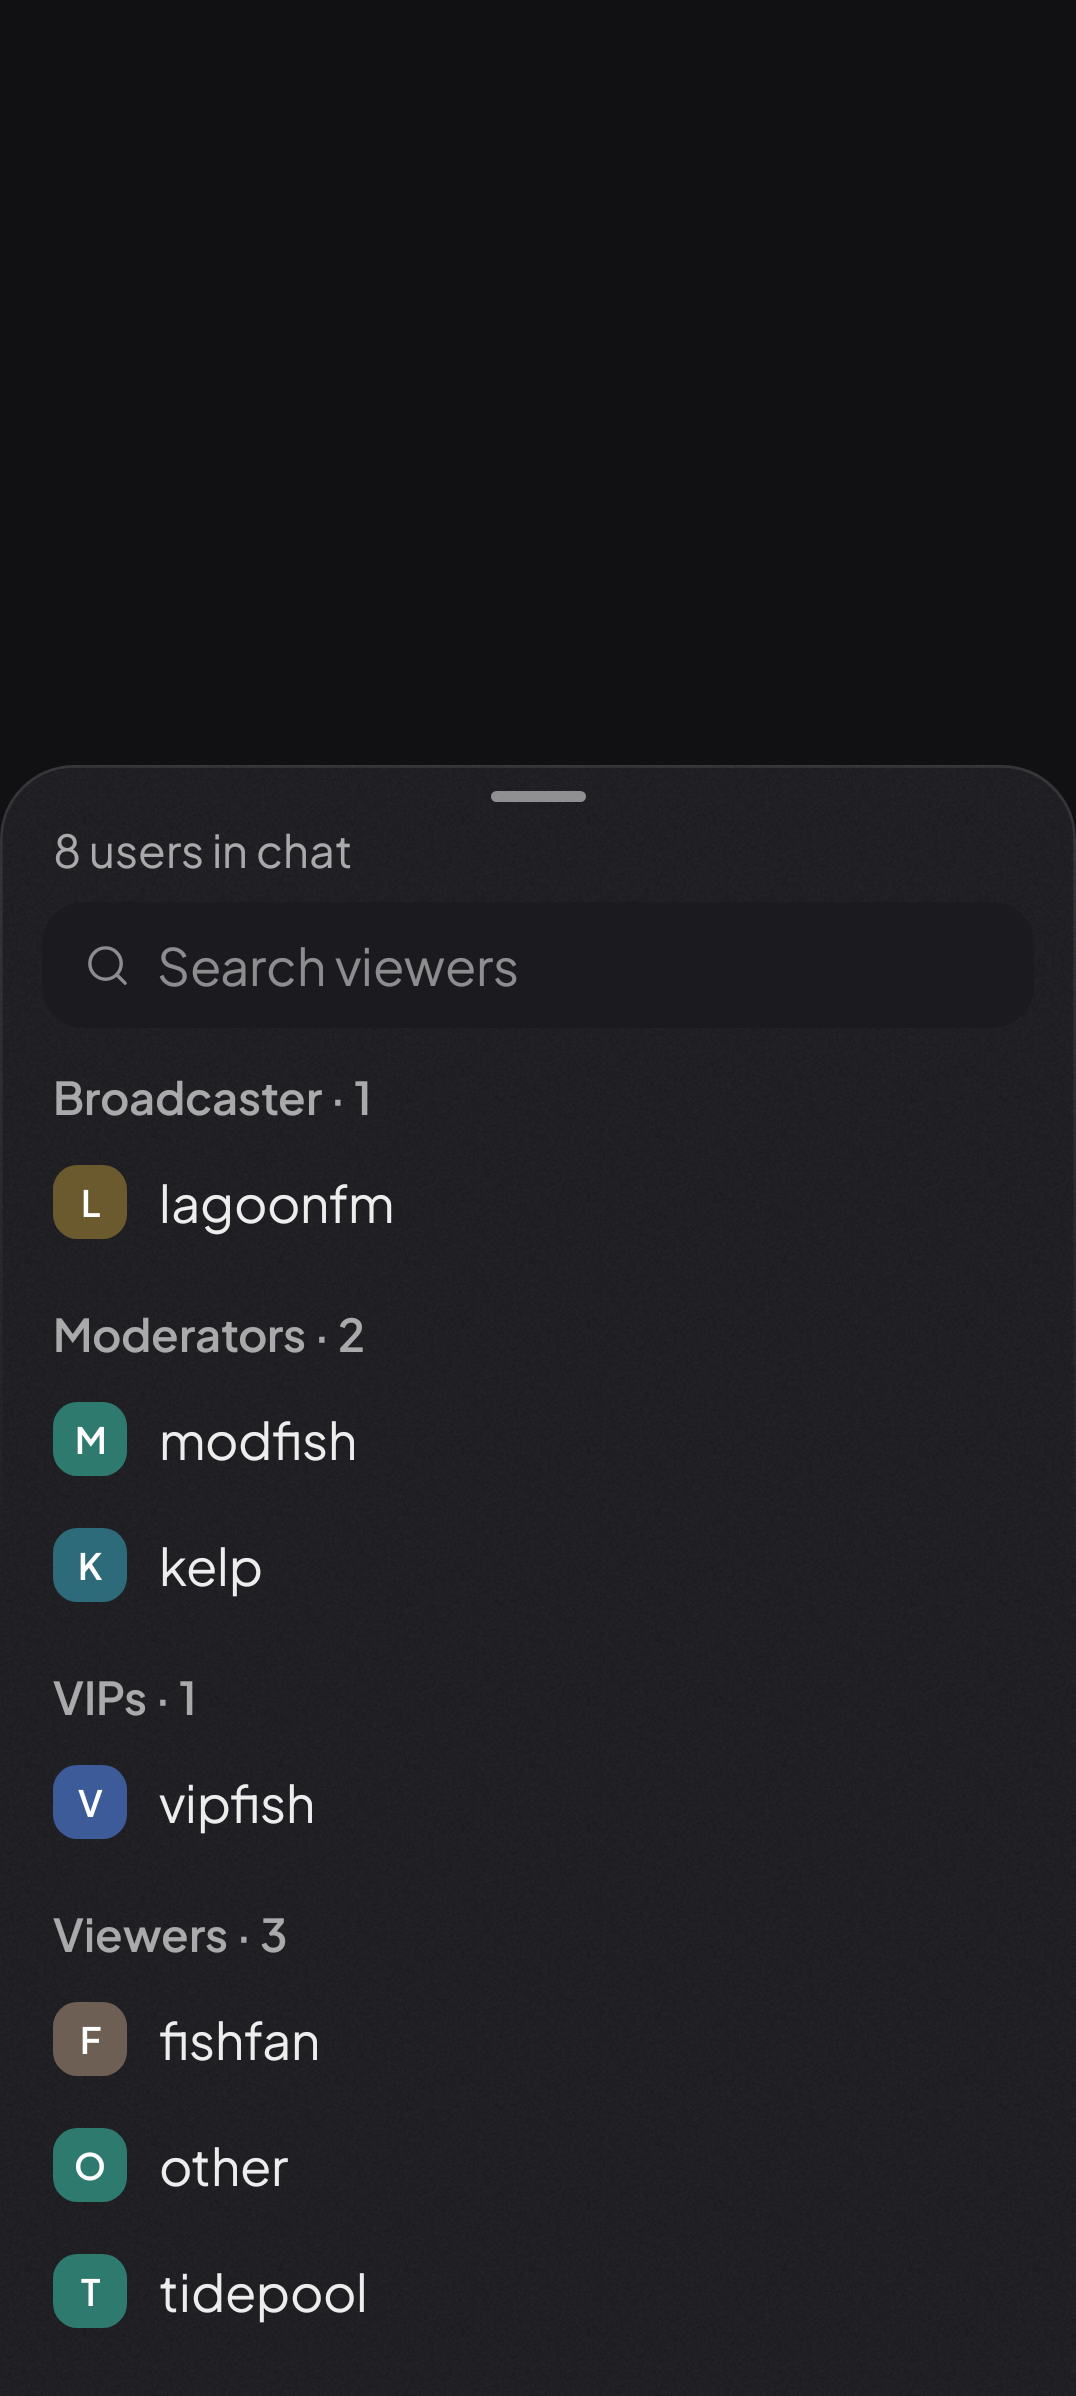 8 users in chat
Search viewers
Broadcaster · 1
L lagoonfm
Moderators · 2
M modfish
K kelp
VIPs · 1
V vipfish
Viewers · 3
F fishfan
O other
T tidepool